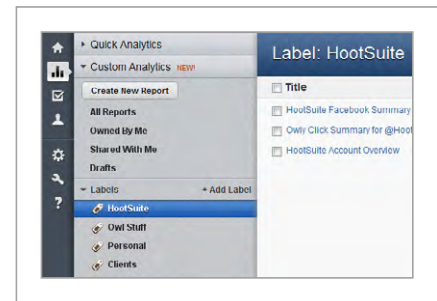 Quick Analytics
Custom Analytics NEW!
Create New Report
All Reports
Owned By Me
Shared With Me
Drafts
Labels + Add Label
HootSuite
Owl Stuff
Personal
Clients
?
Label: HootSuite
Title
HootSuite Facebook Summary
Owly Click Summary for @Hoot
HootSuite Account Overview